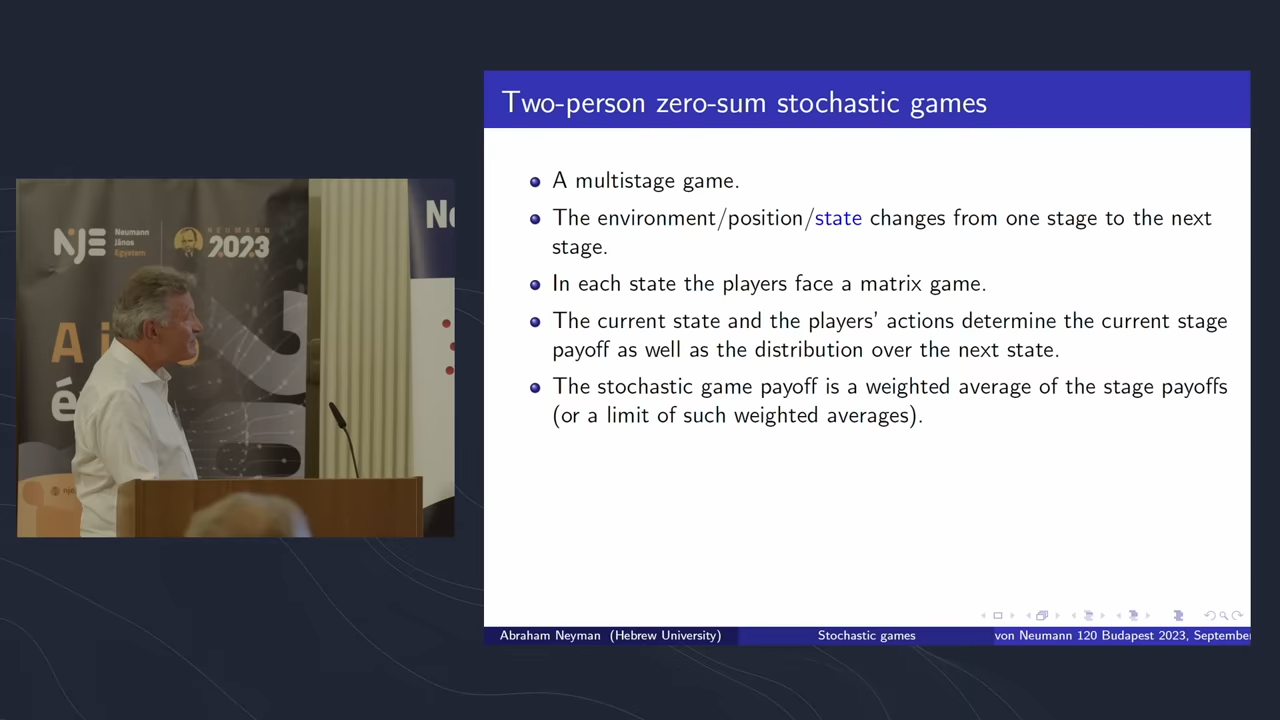 Two-person zero-sum stochastic games
A multistage game.
The environment/position/state changes from one stage to the next
stage.
In each state the players face a matrix game.
The current state and the players' actions determine the current stage
payoff as well as the distribution over the next state.
The stochastic game payoff is a weighted average of the stage payoffs
(or a limit of such weighted averages).
Abraham Neyman (Hebrew University)
Stochastic games
von Neumann 120 Budapest 2023, September
NJE
Neumann
János
Egyetem
NEUMANN
2023
Ne
A
é
nje